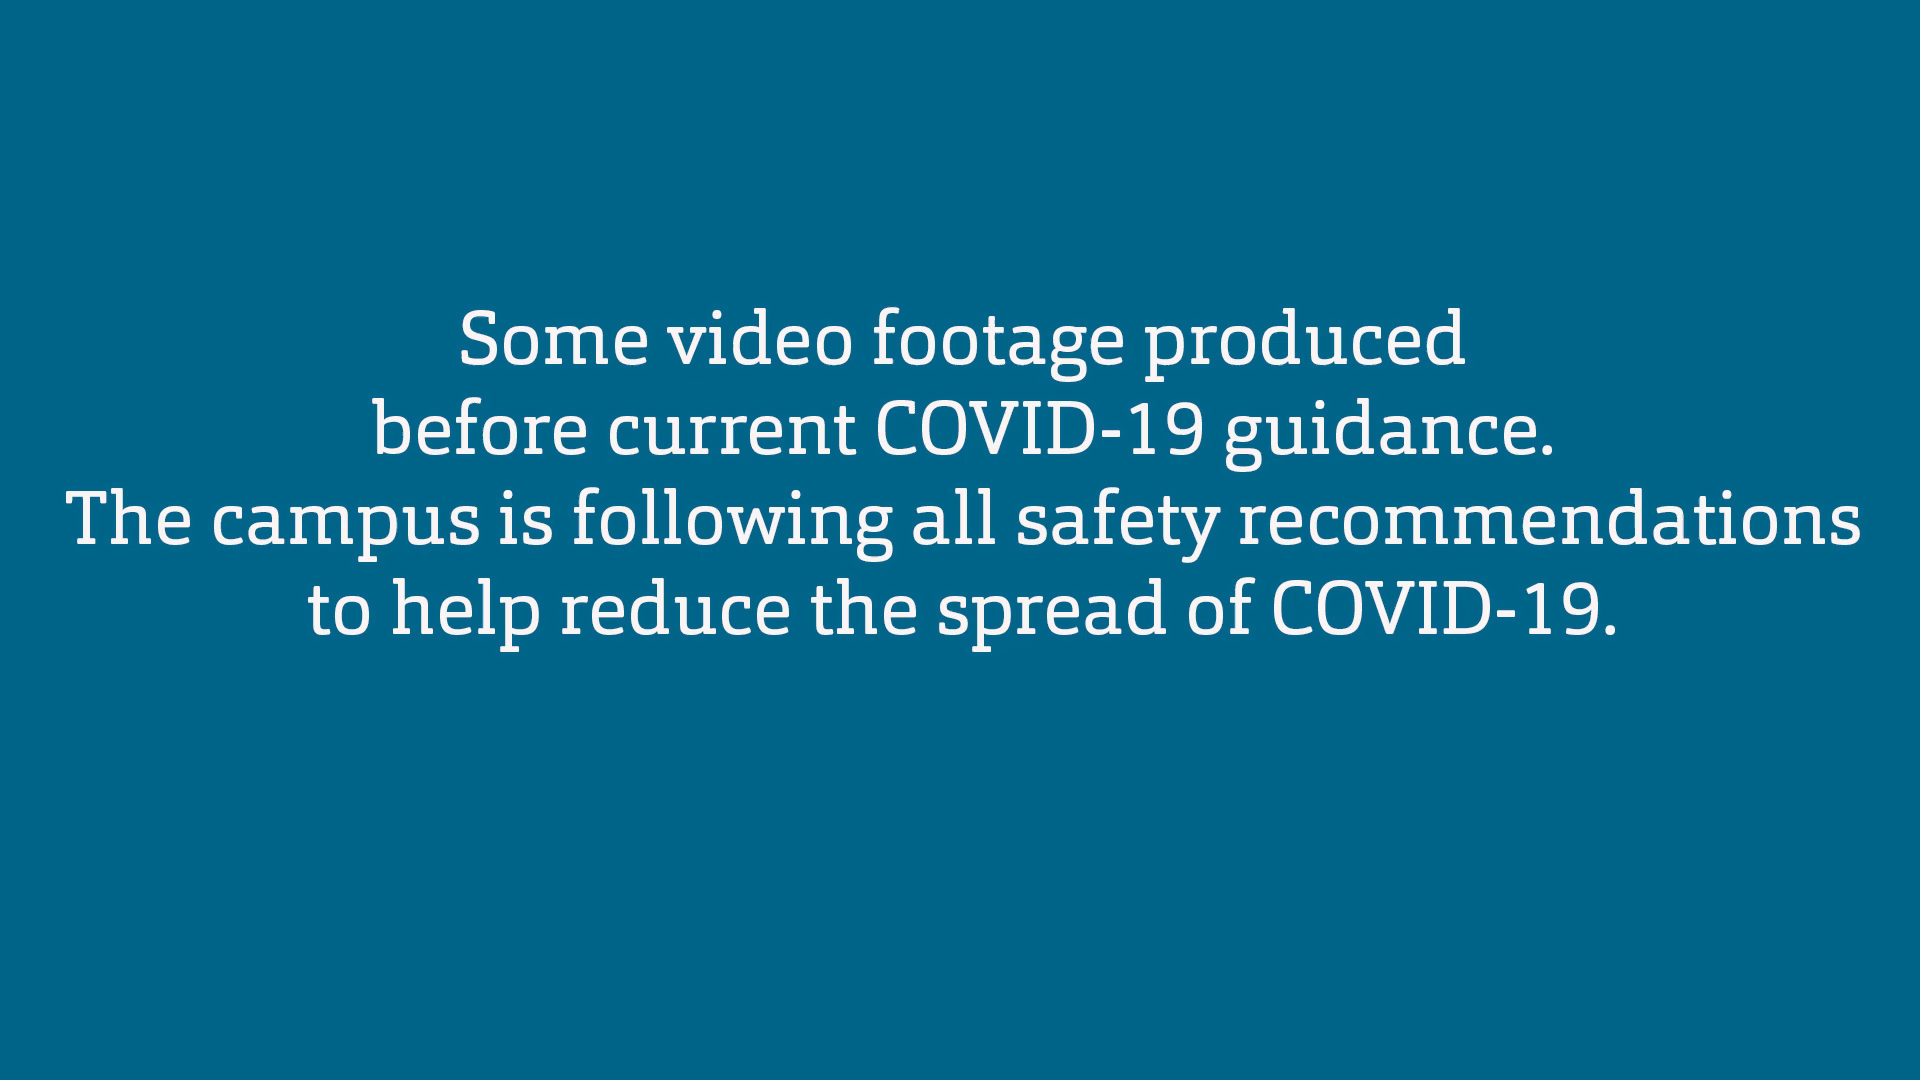 Some video footage produced
before current COVID-19 guidance.
The campus is following all safety recommendations
to help reduce the spread of COVID-19.